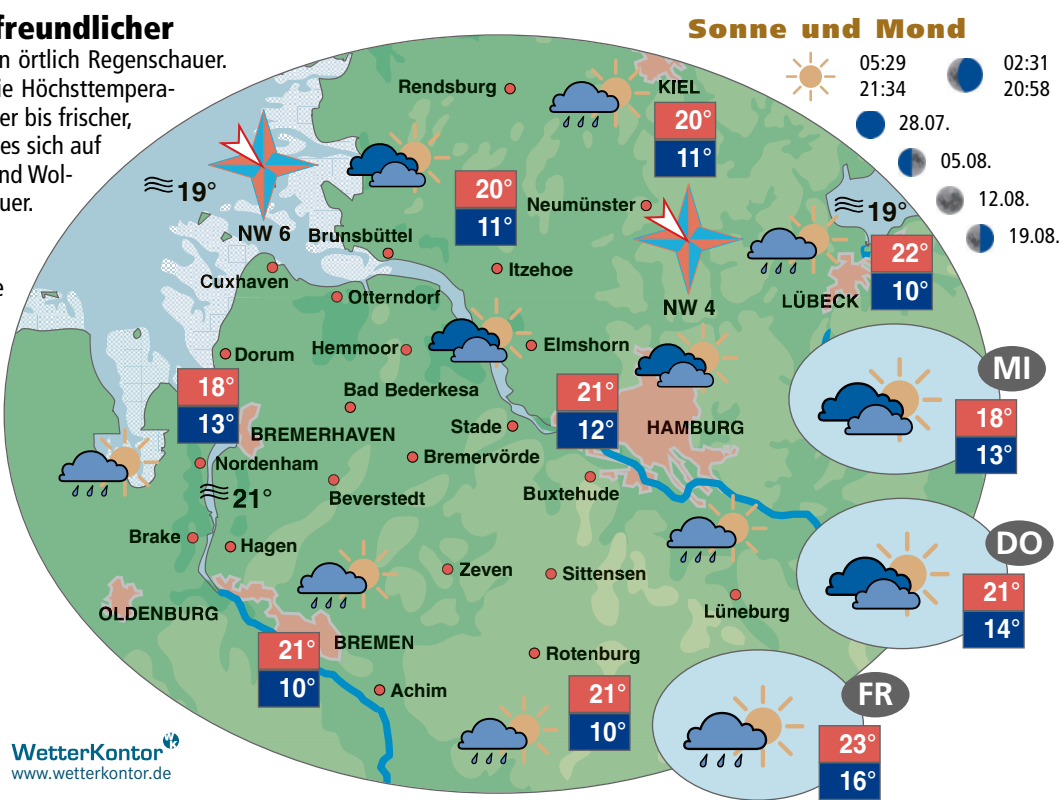 freundlicher
n örtlich Regenschauer.
ie Höchsttempera-
er bis frischer,
es sich auf
nd Wol-
uer.
e
Sonne und Mond
05:29
21:34
02:31
20:58
28.07.
05.08.
12.08.
19.08.
Rendsburg
KIEL
20°
11°
19°
NW 6
Brunsbüttel
20°
11°
Neumünster
NW 4
19°
22°
10°
LÜBECK
Cuxhaven
Itzehoe
Otterndorf
Dorum
Hemmoor
Elmshorn
MI
18°
13°
18°
13°
Bad Bederkesa
21°
12°
BREMERHAVEN
Stade
HAMBURG
Nordenham
Bremervörde
21°
Beverstedt
Buxtehude
Brake
Hagen
DO
21°
14°
Zeven
Sittensen
OLDENBURG
Lüneburg
BREMEN
21°
10°
Rotenburg
Achim
21°
10°
FR
23°
16°
WetterKontor
www.wetterkontor.de